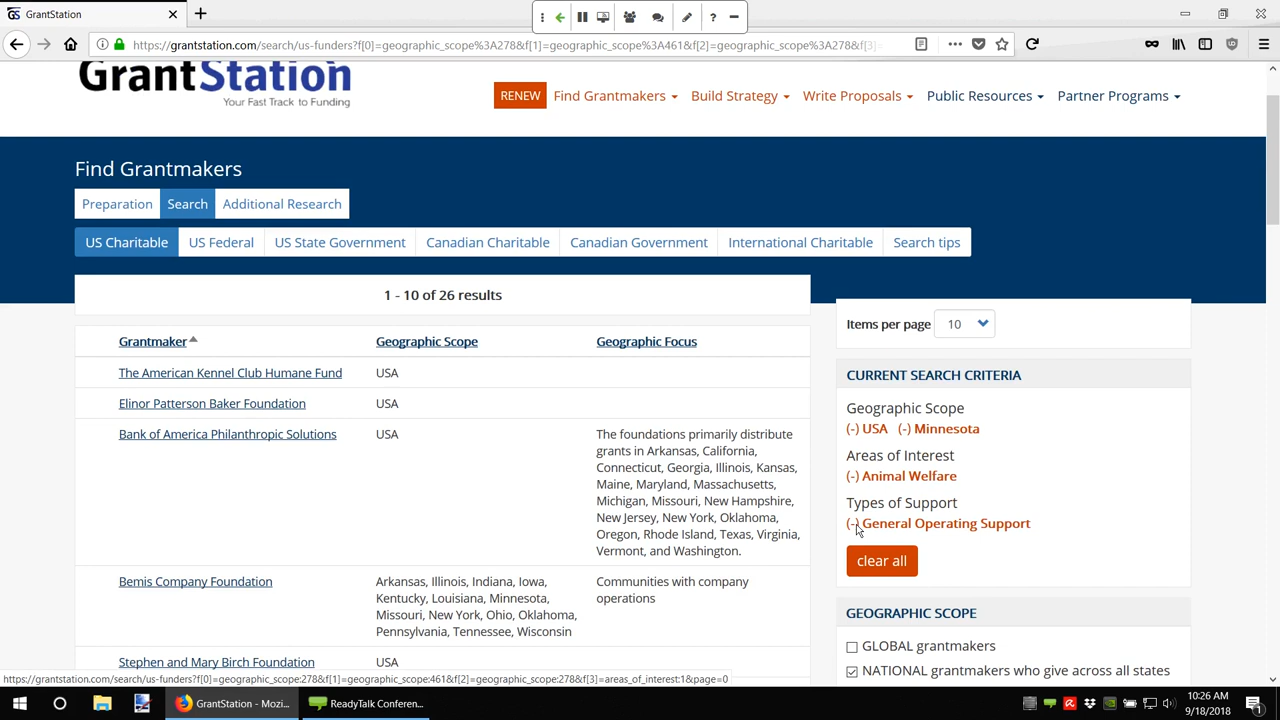 GrantStation
https://grantstation.com/search/us-funders?f[0]=geographic_scope%3A278&f[1]=geographic_scope%3A461&f[2]=geographic_scope%3A278&f[3]=
GrantStation
Your Fast Track to Funding
RENEW Find Grantmakers Build Strategy Write Proposals Public Resources Partner Programs
Find Grantmakers
Preparation Search Additional Research
US Charitable US Federal US State Government Canadian Charitable Canadian Government International Charitable Search tips
1 - 10 of 26 results
Items per page 10
Grantmaker Geographic Scope Geographic Focus
The American Kennel Club Humane Fund USA
Elinor Patterson Baker Foundation USA
Bank of America Philanthropic Solutions USA The foundations primarily distribute
grants in Arkansas, California,
Connecticut, Georgia, Illinois, Kansas,
Maine, Maryland, Massachusetts,
Michigan, Missouri, New Hampshire,
New Jersey, New York, Oklahoma,
Oregon, Rhode Island, Texas, Virginia,
Vermont, and Washington.
Bemis Company Foundation Arkansas, Illinois, Indiana, Iowa, Communities with company
Kentucky, Louisiana, Minnesota, operations
Missouri, New York, Ohio, Oklahoma,
Pennsylvania, Tennessee, Wisconsin
Stephen and Mary Birch Foundation USA
CURRENT SEARCH CRITERIA
Geographic Scope
(-) USA (-) Minnesota
Areas of Interest
(-) Animal Welfare
Types of Support
(-) General Operating Support
clear all
GEOGRAPHIC SCOPE
GLOBAL grantmakers
NATIONAL grantmakers who give across all states
https://grantstation.com/search/us-funders?f[0]=geographic_scope:278&f[1]=geographic_scope:461&f[2]=geographic_scope:278&f[3]=areas_of_interest:1&page=0
GrantStation - Mozi...
ReadyTalk Conferen...
10:26 AM
9/18/2018